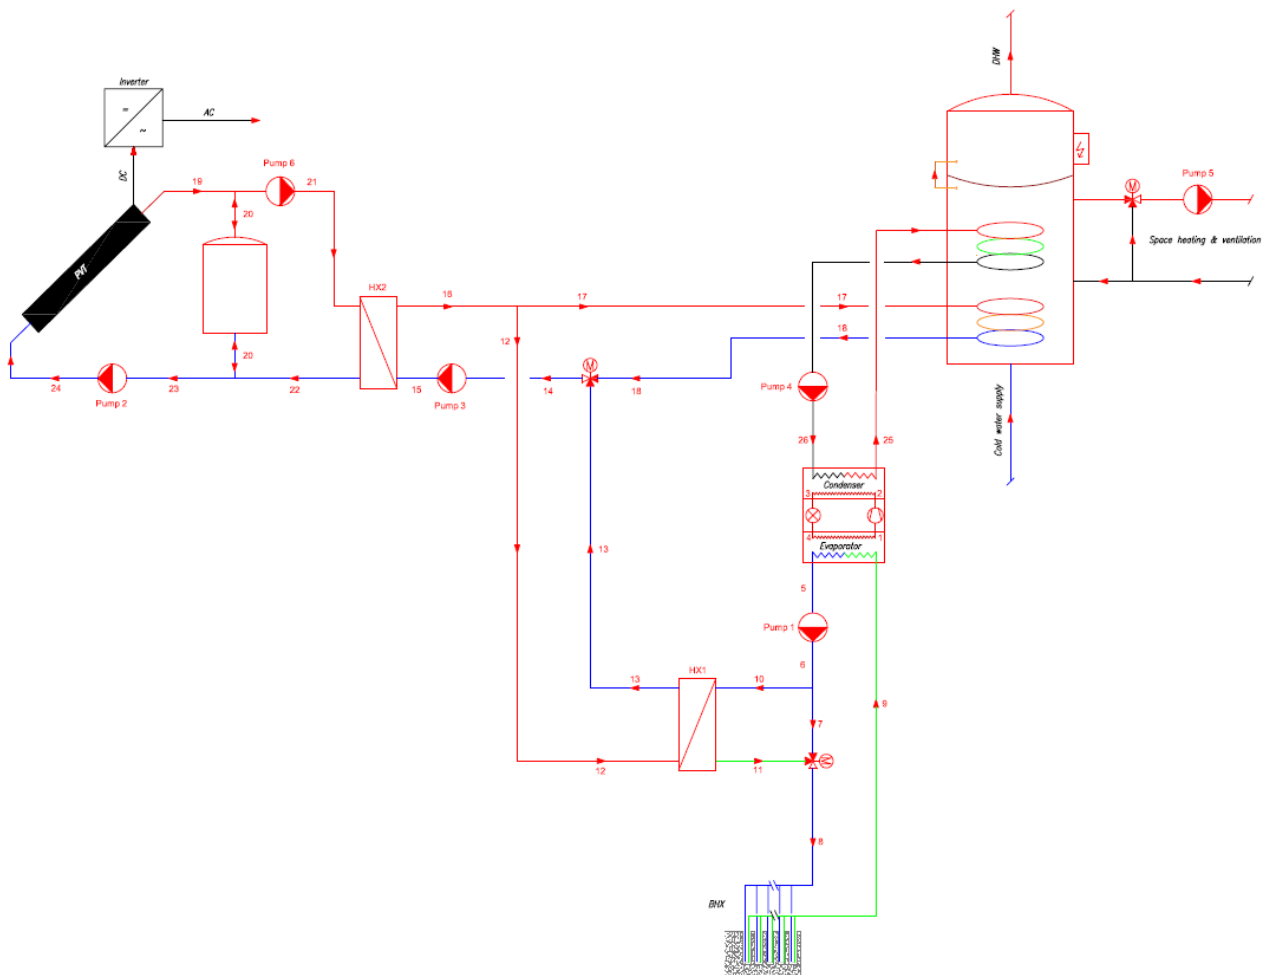 DHW
Inverter
=
~
AC
DC
Pump 6
19
21
20
PVT
M
Pump 5
Space heating & ventilation
HX2
16
17
17
12
18
20
24
23
22
15
14
18
M
Pump 2
Pump 3
Pump 4
Cold water supply
26
25
Condenser
3
2
4
1
Evaporator
13
5
Pump 1
6
HX1
13
10
7
9
12
11
M
8
BHX